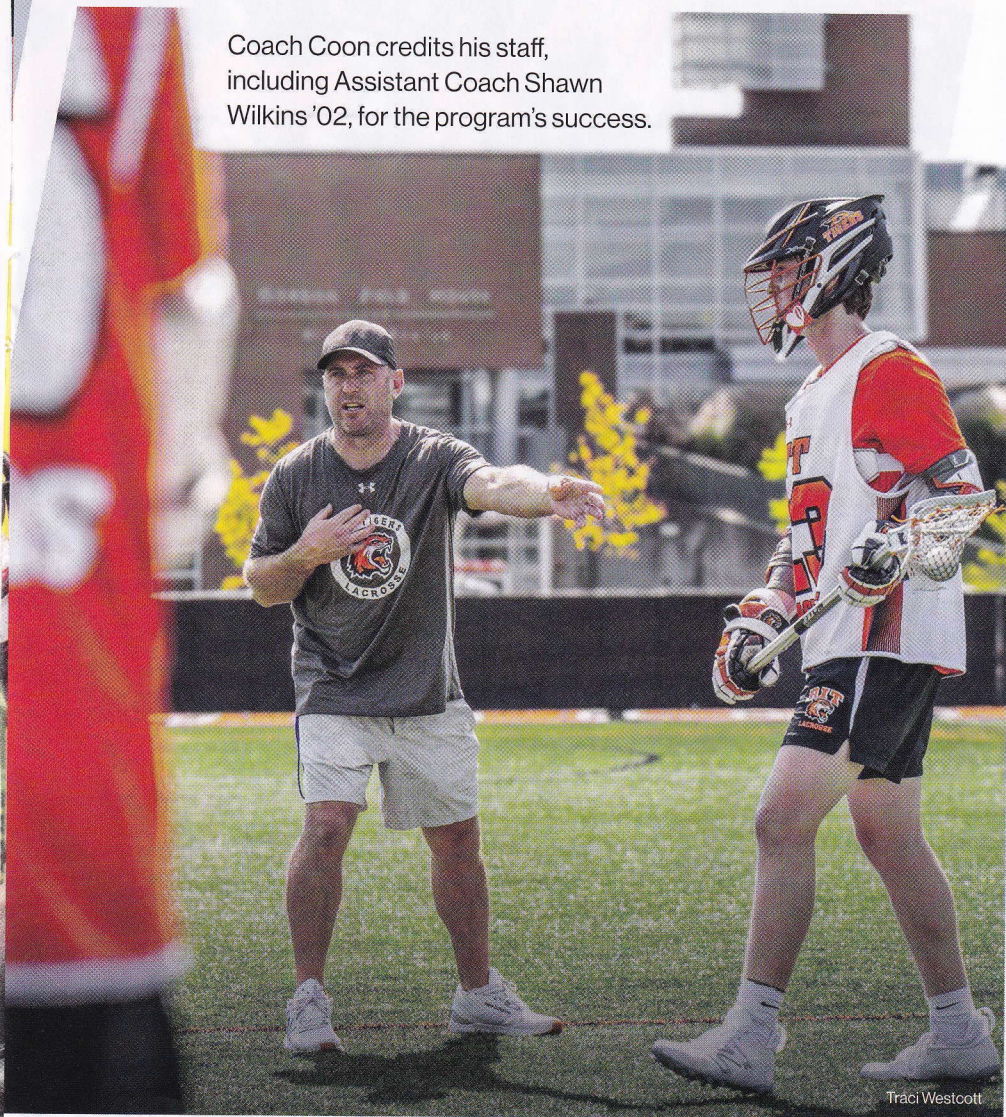 Coach Coon credits his staff,
including Assistant Coach Shawn
Wilkins ’02, for the program’s success.
TIGERS
TIGERS
LACROSSE
RIT
LACROSSE
Traci Westcott